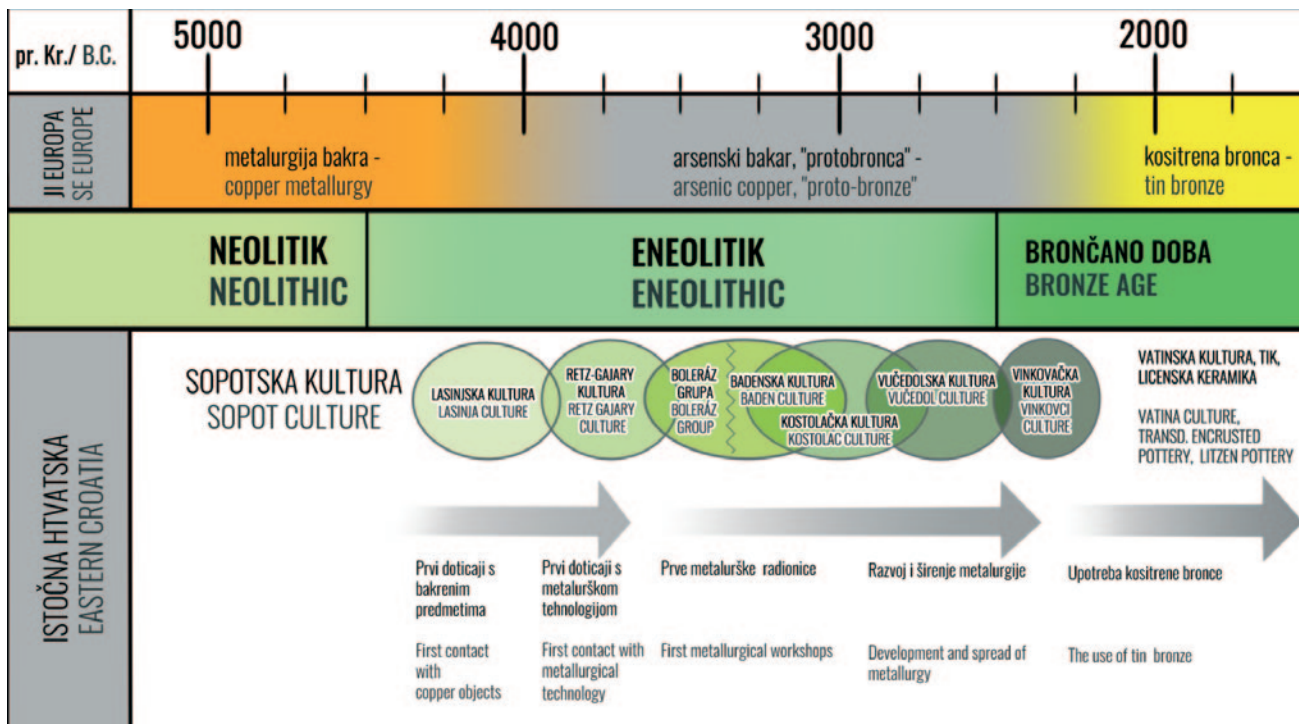 pr. Kr./ B.C.
5000
4000
3000
2000
JI EUROPA
SE EUROPE
metalurgija bakra -
copper metallurgy
arsenski bakar, "protobronca" -
arsenic copper, "proto-bronze"
kositrena bronca -
tin bronze
NEOLITIK
NEOLITHIC
ENEOLITIK
ENEOLITHIC
BRONČANO DOBA
BRONZE AGE
ISTOČNA HTVATSKA
EASTERN CROATIA
SOPOTSKA KULTURA
SOPOT CULTURE
LASINJSKA KULTURA
LASINJA CULTURE
RETZ-GAJARY
KULTURA
RETZ GAJARY
CULTURE
BOLERÁZ
GRUPA
BOLERÁZ
GROUP
BADENSKA KULTURA
BADEN CULTURE
KOSTOLAČKA KULTURA
KOSTOLAC CULTURE
VUČEDOLSKA KULTURA
VUČEDOL CULTURE
VINKOVAČKA
KULTURA
VINKOVCI
CULTURE
VATINSKA KULTURA, TIK,
LICENSKA KERAMIKA
VATINA CULTURE,
TRANSD. ENCRUSTED
POTTERY, LITZEN POTTERY
Prvi doticaji s
bakrenim
predmetima
First contact
with
copper objects
Prvi doticaji s
metalurškom
tehnologijom
First contact with
metallurgical
technology
Prve metalurške radionice
First metallurgical workshops
Razvoj i širenje metalurgije
Development and spread of
metallurgy
Upotreba kositrene bronce
The use of tin bronze